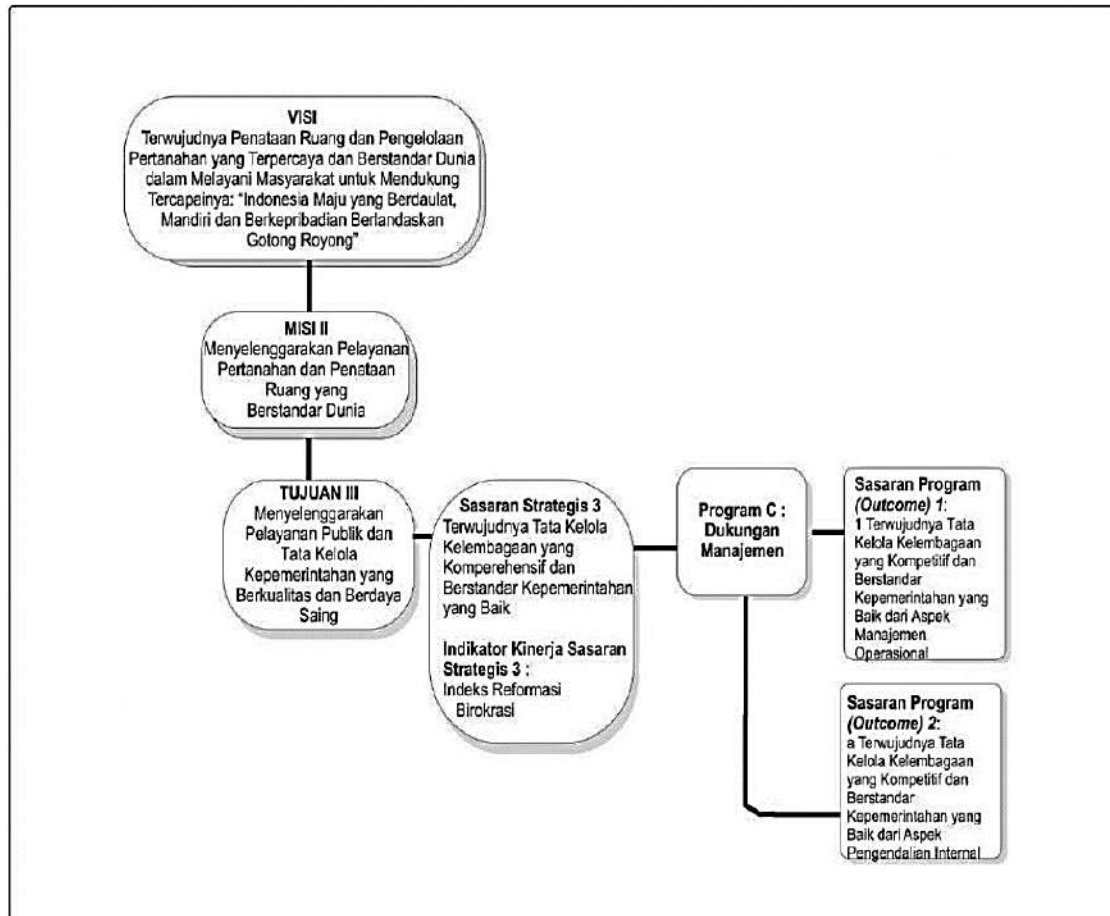 VISI
Terwujudnya Penataan Ruang dan Pengelolaan
Pertanahan yang Terpercaya dan Berstandar Dunia
dalam Melayani Masyarakat untuk Mendukung
Tercapainya: "Indonesia Maju yang Berdaulat,
Mandiri dan Berkepribadian Berlandaskan
Gotong Royong"
MISI II
Menyelenggarakan Pelayanan
Pertanahan dan Penataan
Ruang yang
Berstandar Dunia
TUJUAN III
Menyelenggarakan
Pelayanan Publik dan
Tata Kelola
Kepemerintahan yang
Berkualitas dan Berdaya
Saing
Sasaran Strategis 3
Terwujudnya Tata Kelola
Kelembagaan yang
Komperehensif dan
Berstandar Kepemerintahan
yang Baik
Indikator Kinerja Sasaran
Strategis 3 :
Indeks Reformasi
Birokrasi
Program C :
Dukungan
Manajemen
Sasaran Program
(Outcome) 1:
1 Terwujudnya Tata
Kelola Kelembagaan
yang Kompetitif dan
Berstandar
Kepemerintahan yang
Baik dari Aspek
Manajemen
Operasional
Sasaran Program
(Outcome) 2:
a Terwujudnya Tata
Kelola Kelembagaan
yang Kompetitif dan
Berstandar
Kepemerintahan yang
Baik dari Aspek
Pengendalian Internal